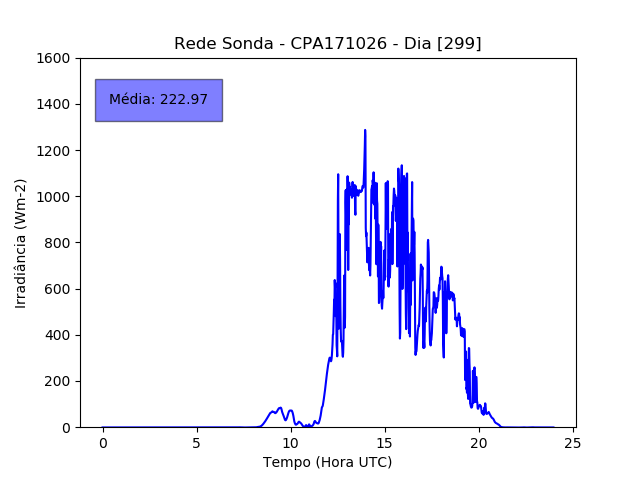 Rede Sonda - CPA171026 - Dia [299]
1600
1400
1200
1000
800
600
400
200
0
Média: 222.97
Irradiância (Wm-2)
0 5 10 15 20 25
Tempo (Hora UTC)